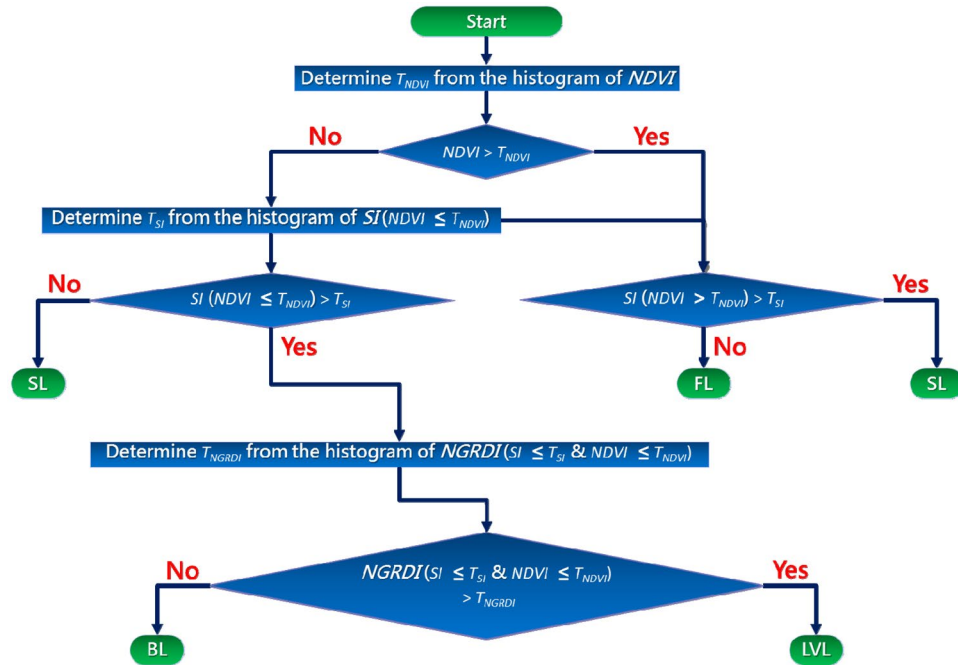 Start
Determine T_NDVI from the histogram of NDVI
No
Yes
NDVI > T_NDVI
Determine T_SI from the histogram of SI (NDVI ≤ T_NDVI)
No
SI (NDVI ≤ T_NDVI) > T_SI
SI (NDVI > T_NDVI) > T_SI
Yes
Yes
No
SL
FL
SL
Determine T_NGRDI from the histogram of NGRDI (SI ≤ T_SI & NDVI ≤ T_NDVI)
No
NGRDI (SI ≤ T_SI & NDVI ≤ T_NDVI)
> T_NGRDI
Yes
BL
LVL